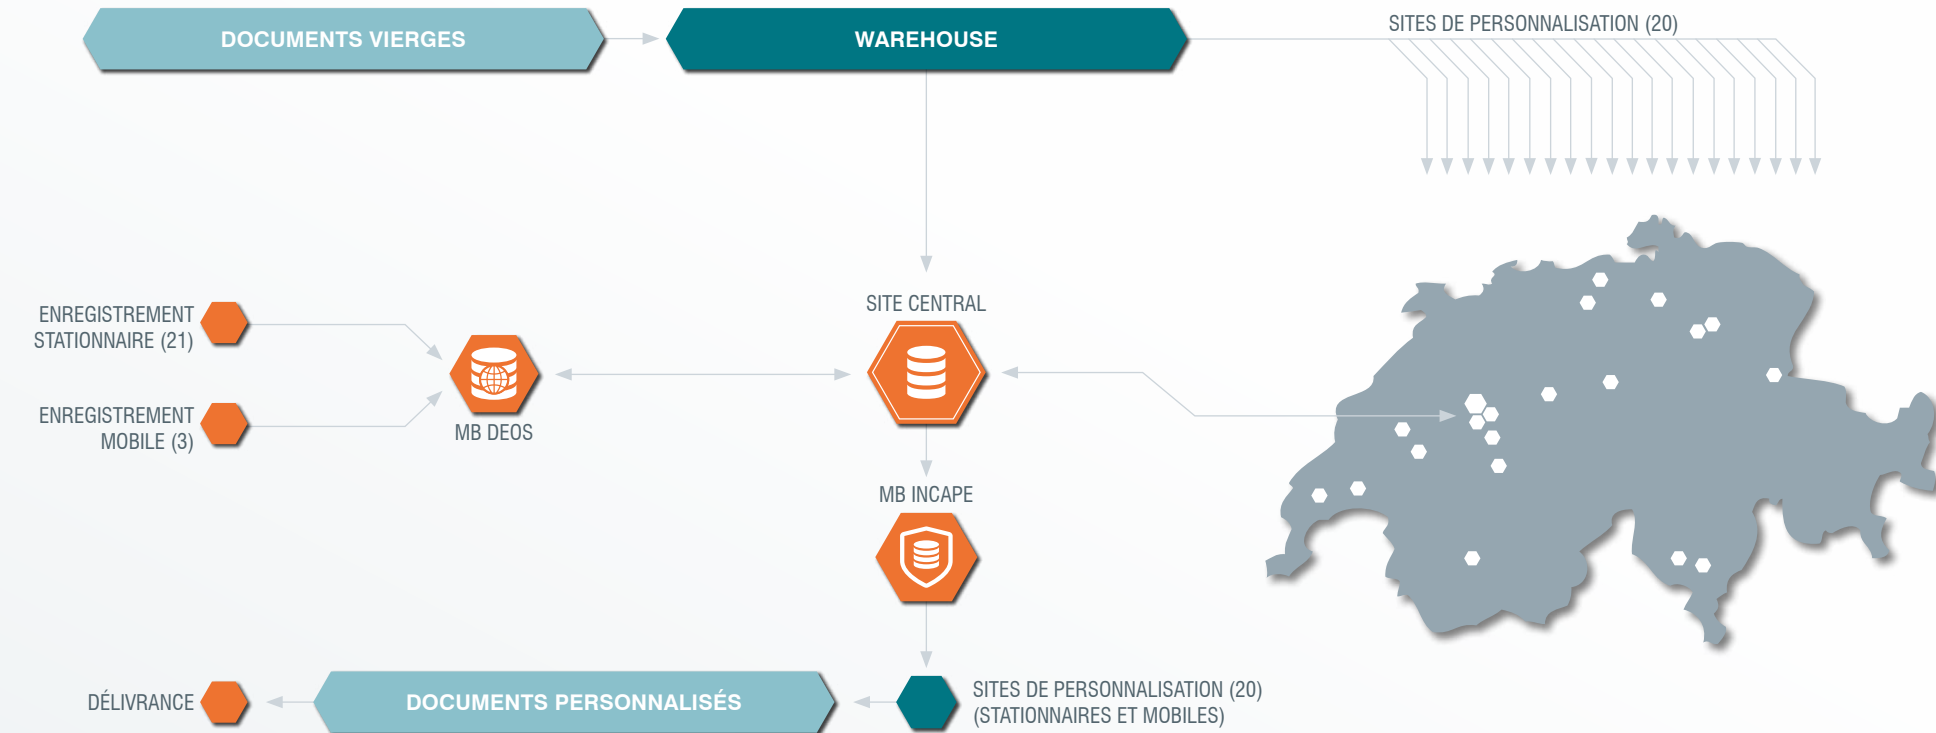 DOCUMENTS VIERGES
WAREHOUSE
SITES DE PERSONNALISATION (20)
SITE CENTRAL
ENREGISTREMENT
STATIONNAIRE (21)
ENREGISTREMENT
MOBILE (3)
MB DEOS
MB INCAPE
DÉLIVRANCE
DOCUMENTS PERSONNALISÉS
SITES DE PERSONNALISATION (20)
(STATIONNAIRES ET MOBILES)